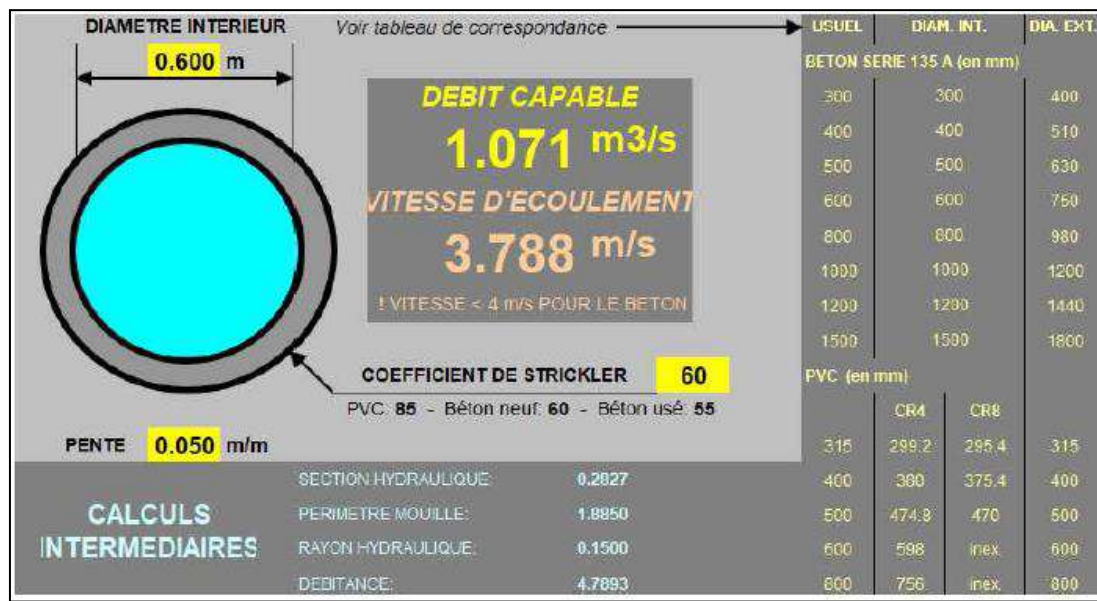 DIAMETRE INTERIEUR
0.600 m
Voir tableau de correspondance
DEBIT CAPABLE
1.071 m3/s
VITESSE D'ECOULEMENT
3.788 m/s
! VITESSE < 4 m/s POUR LE BETON
COEFFICIENT DE STRICKLER 60
PVC: 85 - Béton neuf: 60 - Béton usé: 55
PENTE 0.050 m/m
CALCULS
INTERMEDIAIRES
SECTION HYDRAULIQUE: 0.2827
PERIMETRE MOUILLE: 1.8850
RAYON HYDRAULIQUE: 0.1500
DEBITANCE: 4.7893
USUEL DIAM. INT. DIA. EXT.
BETON SERIE 135 A (en mm)
300 300 400
400 400 510
500 500 630
600 600 750
800 800 980
1000 1000 1200
1200 1200 1440
1500 1500 1800
PVC (en mm)
CR4 CR8
315 299.2 295.4 315
400 380 375.4 400
500 474.8 470 500
600 598 inex. 600
800 756 inex. 800